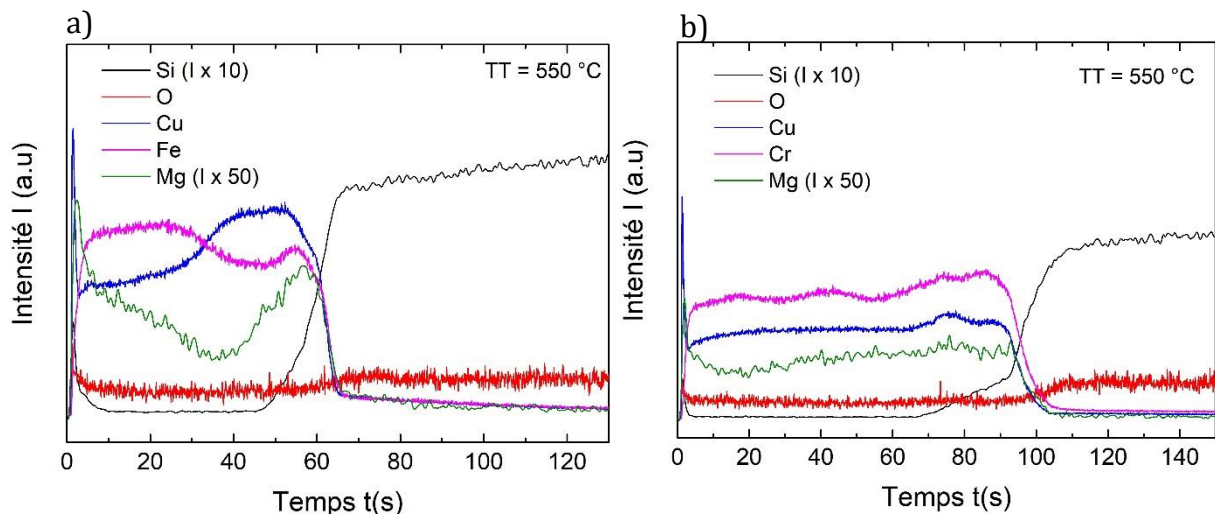 a)
Si (I x 10)
O
Cu
Fe
Mg (I x 50)
TT = 550 °C
Intensité I (a.u)
0 20 40 60 80 100 120
Temps t(s)
b)
Si (I x 10)
O
Cu
Cr
Mg (I x 50)
TT = 550 °C
Intensité I (a.u)
0 20 40 60 80 100 120 140
Temps t(s)